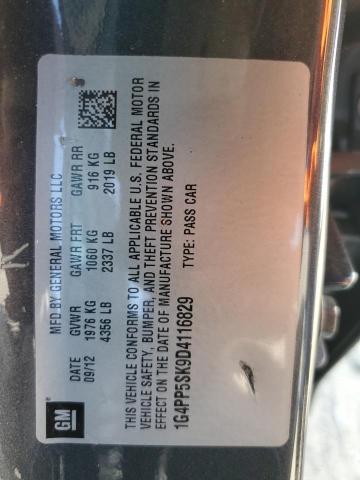 GM
MFD BY GENERAL MOTORS LLC
DATE GVWR GAWR FRT GAWR RR
09/12 1976 KG 1060 KG 916 KG
4356 LB 2337 LB 2019 LB
THIS VEHICLE CONFORMS TO ALL APPLICABLE U.S. FEDERAL MOTOR
VEHICLE SAFETY, BUMPER, AND THEFT PREVENTION STANDARDS IN
EFFECT ON THE DATE OF MANUFACTURE SHOWN ABOVE.
1G4PP5SK9D4116829 TYPE: PASS CAR